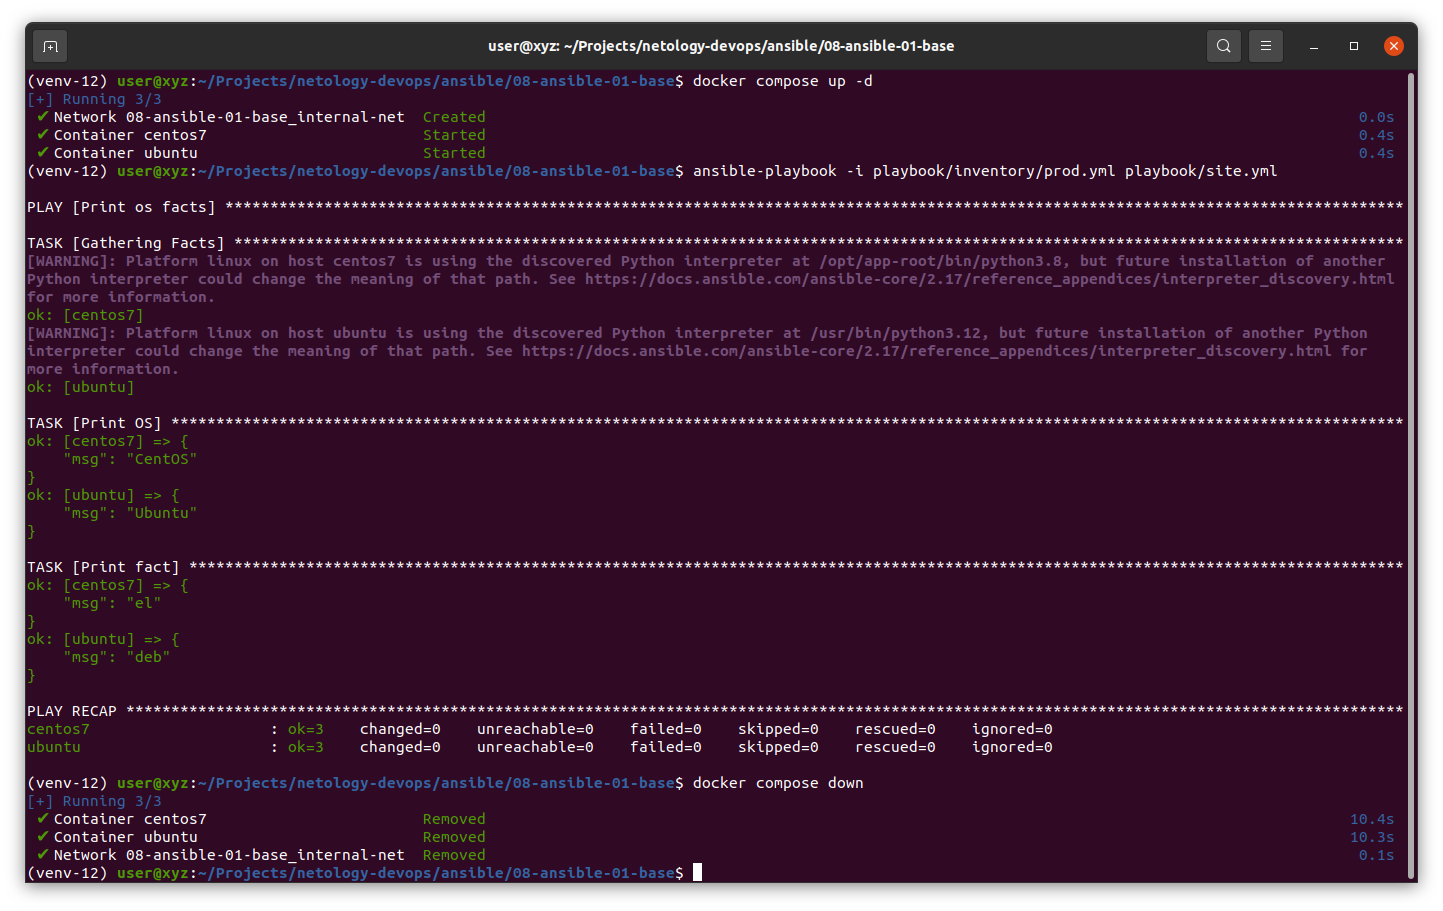 user@xyz: ~/Projects/netology-devops/ansible/08-ansible-01-base
(venv-12) user@xyz:~/Projects/netology-devops/ansible/08-ansible-01-base$ docker compose up -d
[+] Running 3/3
✔ Network 08-ansible-01-base_internal-net  Created 0.0s
✔ Container centos7 Started 0.4s
✔ Container ubuntu Started 0.4s
(venv-12) user@xyz:~/Projects/netology-devops/ansible/08-ansible-01-base$ ansible-playbook -i playbook/inventory/prod.yml playbook/site.yml
PLAY [Print os facts] ***********************************************************************************************************************************
TASK [Gathering Facts] **********************************************************************************************************************************
[WARNING]: Platform linux on host centos7 is using the discovered Python interpreter at /opt/app-root/bin/python3.8, but future installation of another
Python interpreter could change the meaning of that path. See https://docs.ansible.com/ansible-core/2.17/reference_appendices/interpreter_discovery.html
for more information.
ok: [centos7]
[WARNING]: Platform linux on host ubuntu is using the discovered Python interpreter at /usr/bin/python3.12, but future installation of another Python
interpreter could change the meaning of that path. See https://docs.ansible.com/ansible-core/2.17/reference_appendices/interpreter_discovery.html for
more information.
ok: [ubuntu]
TASK [Print OS] *****************************************************************************************************************************************
ok: [centos7] => {
    "msg": "CentOS"
}
ok: [ubuntu] => {
    "msg": "Ubuntu"
}
TASK [Print fact] ***************************************************************************************************************************************
ok: [centos7] => {
    "msg": "el"
}
ok: [ubuntu] => {
    "msg": "deb"
}
PLAY RECAP **********************************************************************************************************************************************
centos7                    : ok=3    changed=0    unreachable=0    failed=0    skipped=0    rescued=0    ignored=0
ubuntu                     : ok=3    changed=0    unreachable=0    failed=0    skipped=0    rescued=0    ignored=0
(venv-12) user@xyz:~/Projects/netology-devops/ansible/08-ansible-01-base$ docker compose down
[+] Running 3/3
✔ Container centos7 Removed 10.4s
✔ Container ubuntu Removed 10.3s
✔ Network 08-ansible-01-base_internal-net  Removed 0.1s
(venv-12) user@xyz:~/Projects/netology-devops/ansible/08-ansible-01-base$